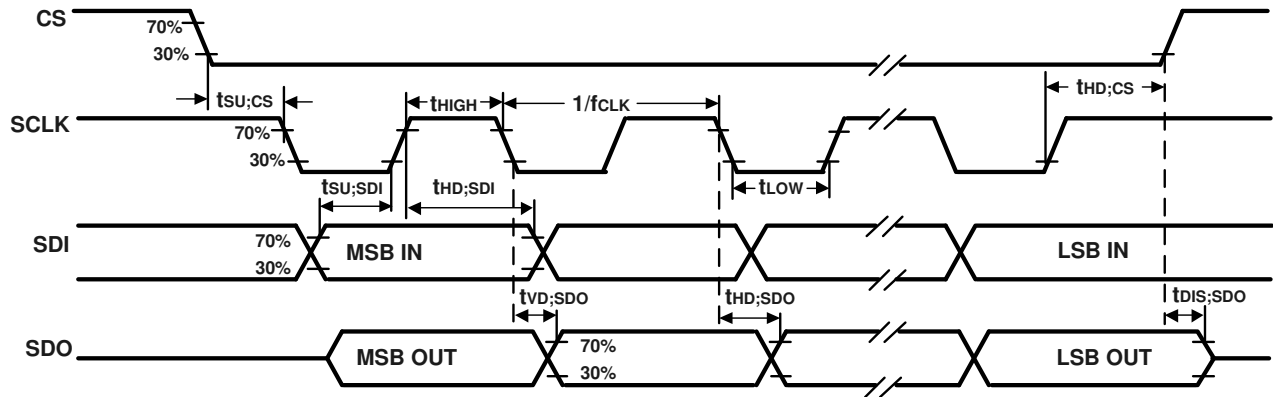 CS
70%
30%
tSU;CS
tHIGH
1/fCLK
tHD;CS
SCLK
70%
30%
tSU;SDI
tHD;SDI
tLOW
SDI
70%
30%
MSB IN
LSB IN
tVD;SDO
tHD;SDO
tDIS;SDO
SDO
MSB OUT
70%
30%
LSB OUT